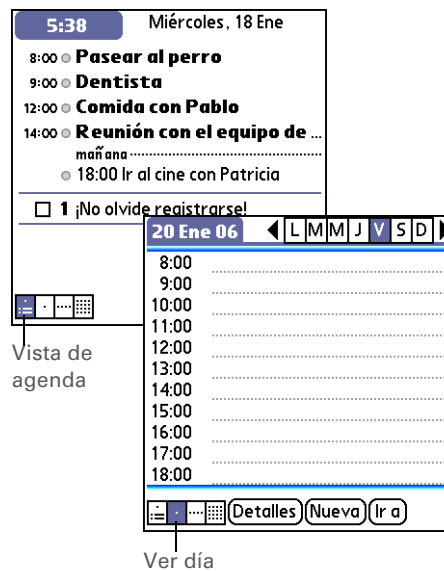 5:38 Miércoles, 18 Ene
8:00 Pasear al perro
9:00 Dentista
12:00 Comida con Pablo
14:00 Reunión con el equipo de ...
mañana
18:00 Ir al cine con Patricia
1 ¡No olvide registrarse!
Vista de
agenda
20 Ene 06 L M M J V S D
8:00
9:00
10:00
11:00
12:00
13:00
14:00
15:00
16:00
17:00
18:00
Detalles Nueva Ir a
Ver día